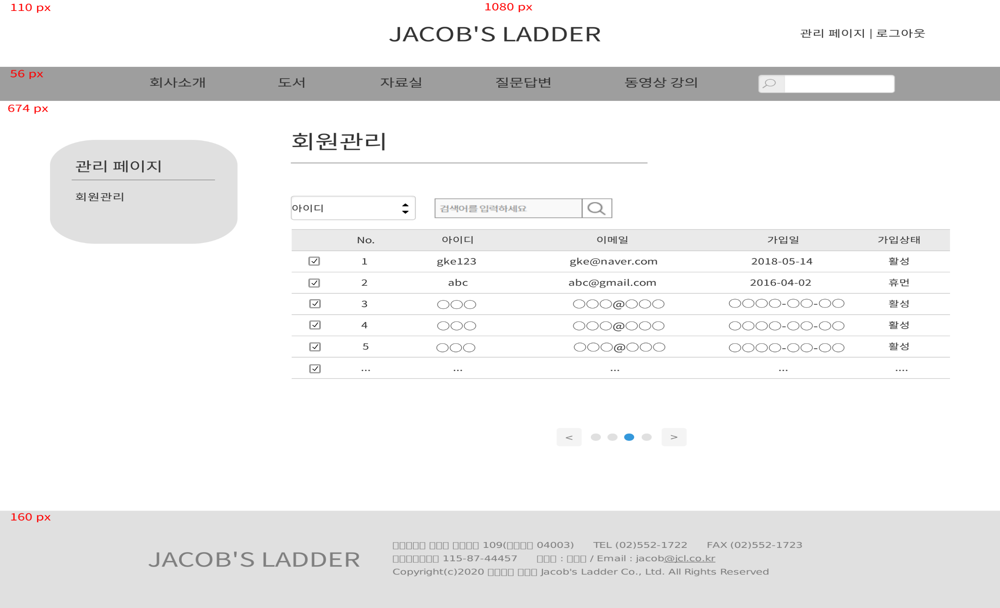 110 px
1080 px
JACOB'S LADDER
관리 페이지 | 로그아웃
56 px
회사소개 도서 자료실 질문답변 동영상 강의
674 px
회원관리
관리 페이지
회원관리
아이디
검색어를 입력하세요
No. 아이디 이메일 가입일 가입상태
1 gke123 gke@naver.com 2018-05-14 활성
2 abc abc@gmail.com 2016-04-02 휴먼
3 ○○○ ○○○@○○○ ○○○○-○○-○○ 활성
4 ○○○ ○○○@○○○ ○○○○-○○-○○ 활성
5 ○○○ ○○○@○○○ ○○○○-○○-○○ 활성
... ... ... ... ....
< >
160 px
JACOB'S LADDER
109( 04003) TEL (02)552-1722 FAX (02)552-1723
115-87-44457 : / Email : jacob@jcl.co.kr
Copyright(c)2020 Jacob's Ladder Co., Ltd. All Rights Reserved